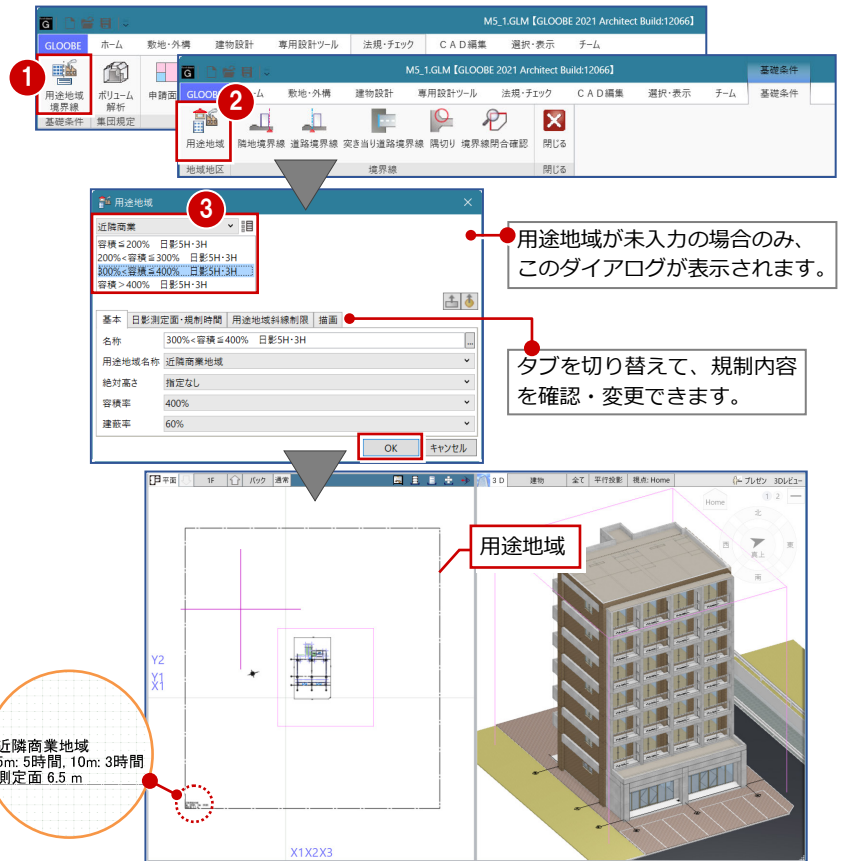 M5_1.GLM【GLOOBE 2021 Architect Build:12066】
GLOOBE ホーム 敷地・外構 建物設計 専用設計ツール 法規・チェック ＣＡＤ編集 選択・表示 チーム
1
用途地域 境界線
ボリューム 解析
申請面
基礎条件 集団規定
M5_1.GLM【GLOOBE 2021 Architect Build:12066】 基礎条件
敷地・外構 建物設計 専用設計ツール 法規・チェック ＣＡＤ編集 選択・表示 チーム 基礎条件
2
用途地域 隣地境界線 道路境界線 突き当り道路境界線 隅切り 境界線閉合確認 閉じる
地域地区 境界線 閉じる
用途地域
3
近隣商業
容積≦200% 日影5H･3H
200%<容積≦300% 日影5H･3H
300%<容積≦400% 日影5H･3H
容積>400% 日影5H･3H
用途地域が未入力の場合のみ、
このダイアログが表示されます。
基本 日影測定面･規制時間 用途地域斜線制限 描画
名称 300%<容積≦400% 日影5H･3H
用途地域名称 近隣商業地域
絶対高さ 指定なし
容積率 400%
建蔽率 60%
OK キャンセル
タブを切り替えて、規制内容
を確認・変更できます。
平面 1F パック 通常
3D 建物 全て 平行投影 視点: Home プレゼン 3Dビュー
Home
1 2
北
西 東
真上
南
用途地域
Y2
Y1
X1
近隣商業地域
5m: 5時間, 10m: 3時間
測定面 6.5 m
X1X2X3